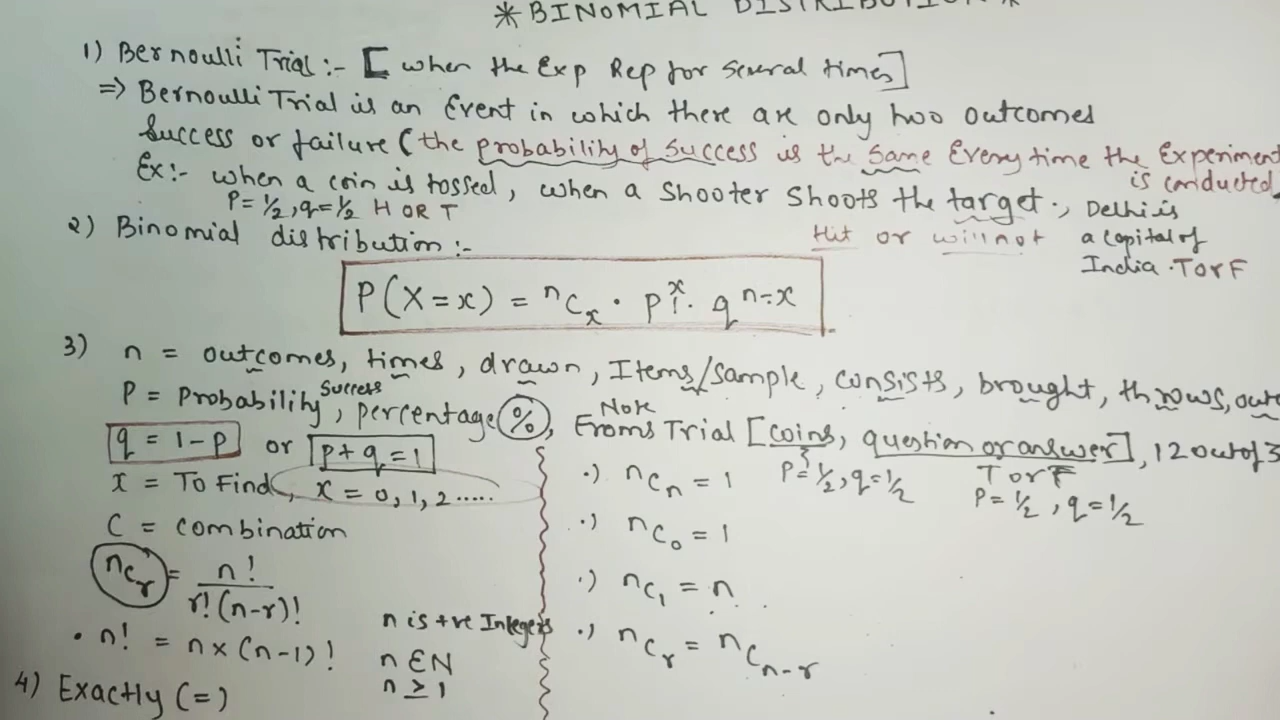 * BINOMIAL DISTRIBUTION *
1) Bernoulli Trial :- [ when the Exp Rep for several times]
=> Bernoulli Trial is an Event in which there are only two outcomes
Success or failure ( the probability of success is the same Every time the Experiment
is conducted
Ex:- when a coin is tossed, when a shooter shoots the target.,
P= 1/2, q= 1/2 H OR T
Hit or will not
Delhi is
a capital of
India . T or F
2) Binomial distribution :-
P(X=x) = ⁿCₓ · pˣ · qⁿ⁻ˣ
3) n = outcomes, times, drawn, Items/sample, consists, brought, throws, out
P = Probability Success, percentage (%), Note Froms Trial [coins, question or answer], 12 out of 3
q = 1-p or p+q=1
P= 1/2, q= 1/2
T or F
P= 1/2, q= 1/2
x = To Find, x = 0, 1, 2 .....
C = combination
ⁿCᵣ = n!/r!(n-r)!
· n! = n x (n-1)!
n is +ve Integers
n ∈ N
n ≥ 1
·) nCₙ = 1
·) nC₀ = 1
·) nC₁ = n
·) nCᵣ = nCₙ₋ᵣ
4) Exactly (=)